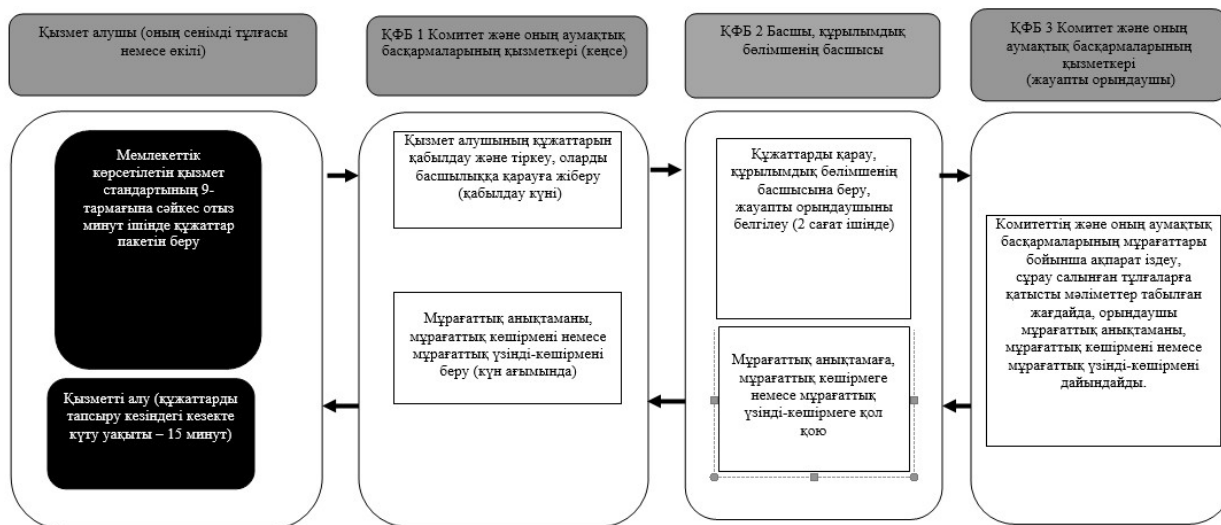 Қызмет алушы (оның сенімді тұлғасы
немесе өкілі)
ҚФБ 1 Комитет және оның аумақтық
басқармаларының қызметкері (кеңсе)
ҚФБ 2 Басшы, құрылымдық
бөлімшенің басшысы
ҚФБ 3 Комитет және оның
аумақтық басқармаларының
қызметкері
(жауапты орындаушы)
Мемлекеттік
көрсетілетін қызмет
стандартының 9-
тармағына сәйкес отыз
минут ішінде құжаттар
пакетін беру
Қызметті алу (құжаттарды
тапсыру кезіндегі кезекте
күту уақыты – 15 минут)
Қызмет алушының құжаттарын
қабылдау және тіркеу, оларды
басшылыққа қарауға жіберу
(қабылдау күні)
Мұрағаттық анықтаманы,
мұрағаттық көшірмені немесе
мұрағаттық үзінді-көшірмені
беру (күн ағымында)
Құжаттарды қарау,
құрылымдық бөлімшенің
басшысына беру,
жауапты орындаушыны
белгілеу (2 сағат ішінде)
Мұрағаттық анықтамаға,
мұрағаттық көшірмеге
немесе мұрағаттық
үзінді-көшірмеге қол
қою
Комитеттің және оның аумақтық
басқармаларының мұрағаттары
бойынша ақпарат іздеу,
сұрау салынған тұлғаларға
қатысты мәліметтер табылған
жағдайда, орындаушы
мұрағаттық анықтаманы,
мұрағаттық көшірмені немесе
мұрағаттық үзінді-көшірмені
дайындайды.